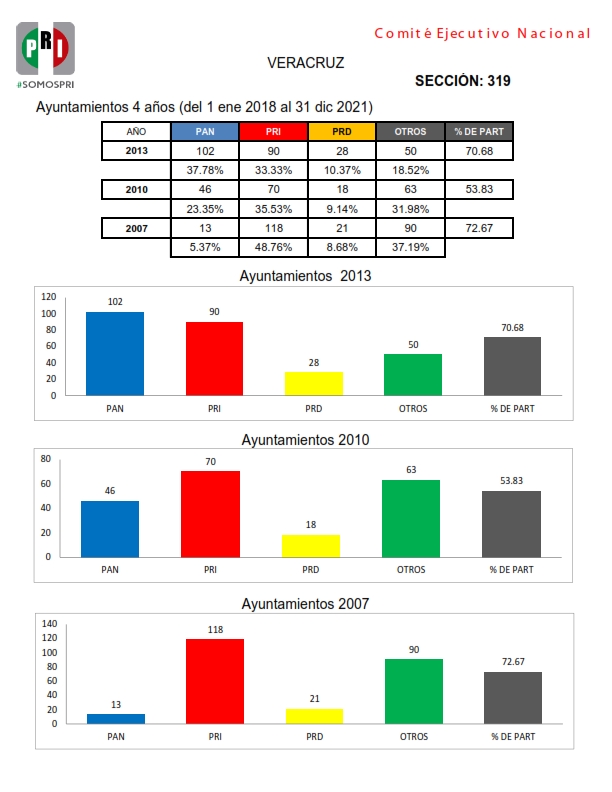 Comité Ejecutivo Nacional
PRI
#SOMOSPRI
VERACRUZ
SECCIÓN: 319
Ayuntamientos 4 años (del 1 ene 2018 al 31 dic 2021)
AÑO PAN PRI PRD OTROS % DE PART
2013 102 90 28 50 70.68
37.78% 33.33% 10.37% 18.52%
2010 46 70 18 63 53.83
23.35% 35.53% 9.14% 31.98%
2007 13 118 21 90 72.67
5.37% 48.76% 8.68% 37.19%
Ayuntamientos 2013
120
100
80
60
40
20
0
102 90 28 50 70.68
PAN PRI PRD OTROS % DE PART
Ayuntamientos 2010
80
60
40
20
0
46 70 18 63 53.83
PAN PRI PRD OTROS % DE PART
Ayuntamientos 2007
140
120
100
80
60
40
20
0
13 118 21 90 72.67
PAN PRI PRD OTROS % DE PART